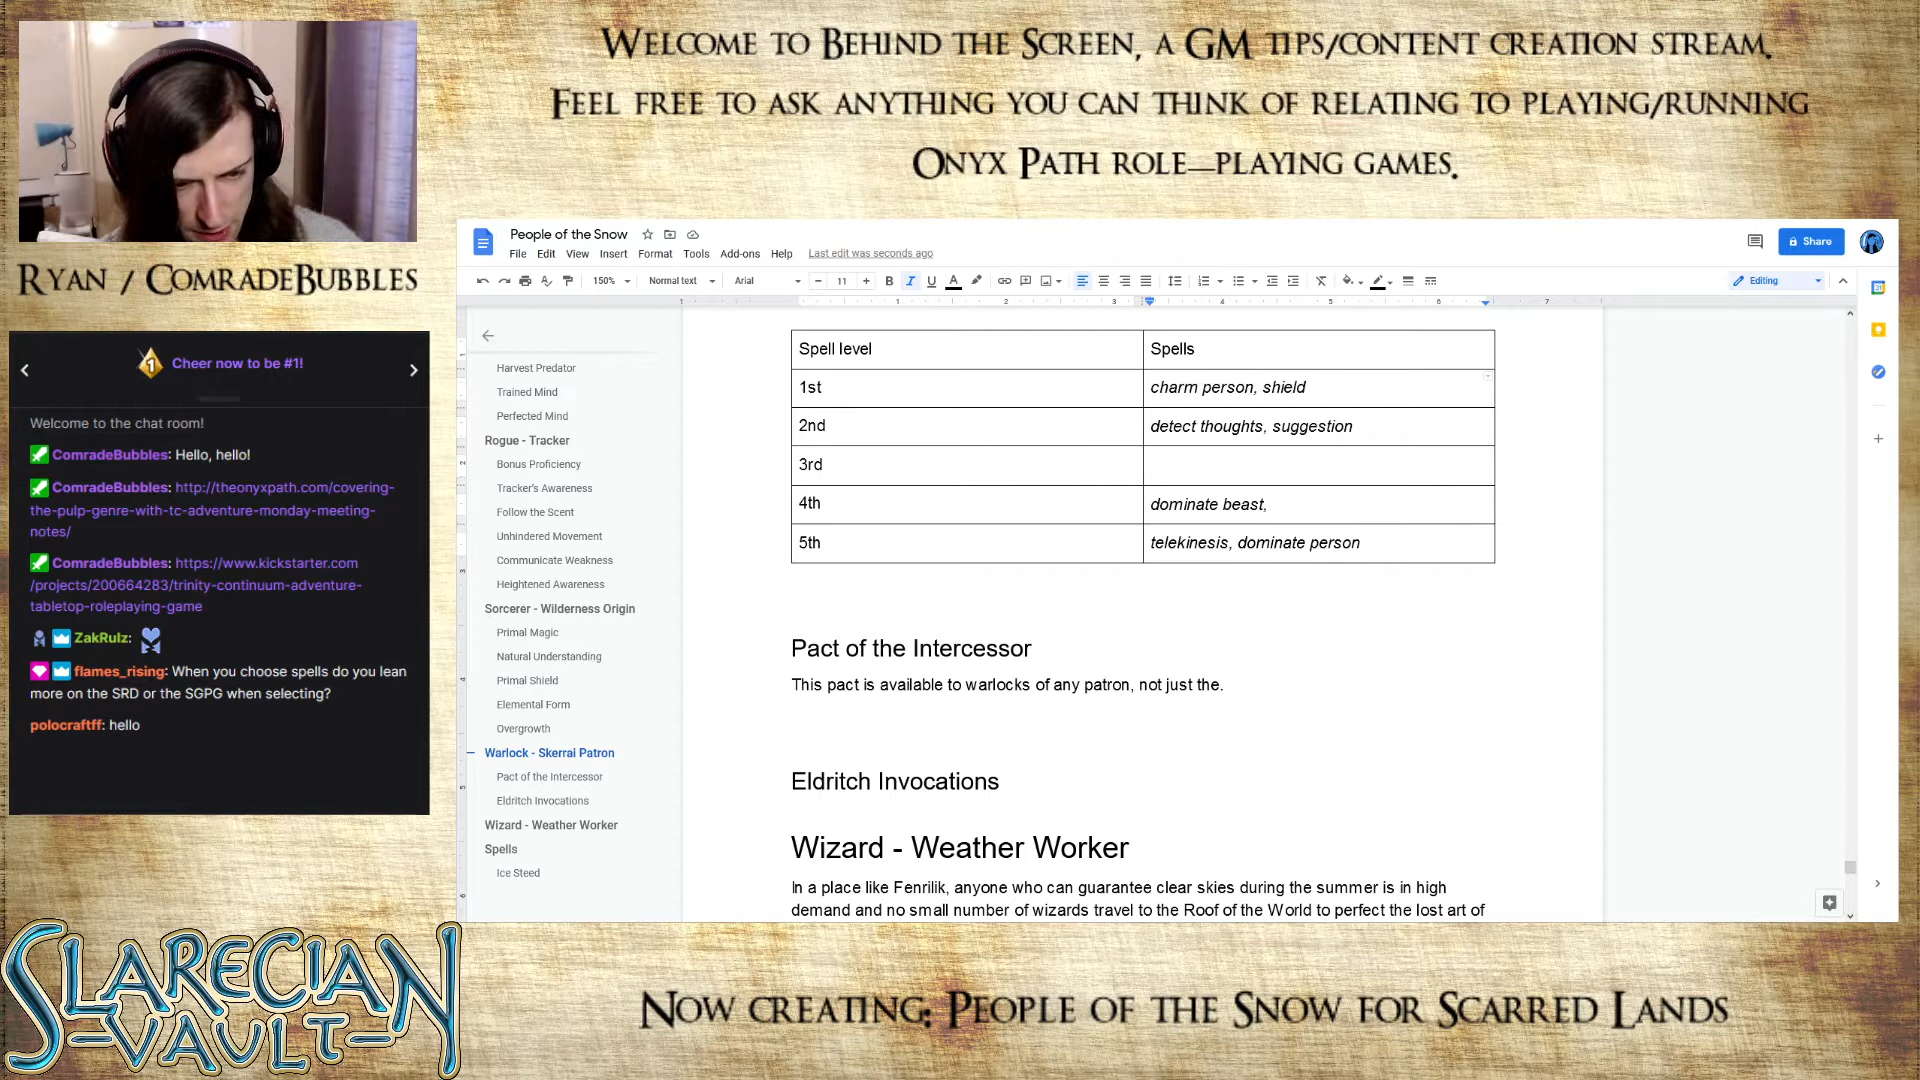 Welcome to Behind the Screen, a GM tips/content creation stream.
Feel free to ask anything you can think of relating to playing/running
Onyx Path role—playing games.
Ryan / ComradeBubbles
1
Cheer now to be #1!
Welcome to the chat room!
ComradeBubbles: Hello, hello!
ComradeBubbles: http://theonyxpath.com/covering-
the-pulp-genre-with-tc-adventure-monday-meeting-
notes/
ComradeBubbles: https://www.kickstarter.com
/projects/200664283/trinity-continuum-adventure-
tabletop-roleplaying-game
ZakRulz:
flames_rising: When you choose spells do you lean
more on the SRD or the SGPG when selecting?
polocraftff: hello
People of the Snow
File Edit View Insert Format Tools Add-ons Help Last edit was seconds ago
Share
150% Normal text Arial 11 B I U A Editing
1 1 2 3 4 5 6 7
Harvest Predator
Trained Mind
Perfected Mind
Rogue - Tracker
Bonus Proficiency
Tracker's Awareness
Follow the Scent
Unhindered Movement
Communicate Weakness
Heightened Awareness
Sorcerer - Wilderness Origin
Primal Magic
Natural Understanding
Primal Shield
Elemental Form
Overgrowth
Warlock - Skerrai Patron
Pact of the Intercessor
Eldritch Invocations
Wizard - Weather Worker
Spells
Ice Steed
Spell level Spells
1st charm person, shield
2nd detect thoughts, suggestion
3rd
4th dominate beast,
5th telekinesis, dominate person
Pact of the Intercessor
This pact is available to warlocks of any patron, not just the.
Eldritch Invocations
Wizard - Weather Worker
In a place like Fenrilik, anyone who can guarantee clear skies during the summer is in high
demand and no small number of wizards travel to the Roof of the World to perfect the lost art of
Slarecian
Vault
Now creating: People of the Snow for Scarred Lands